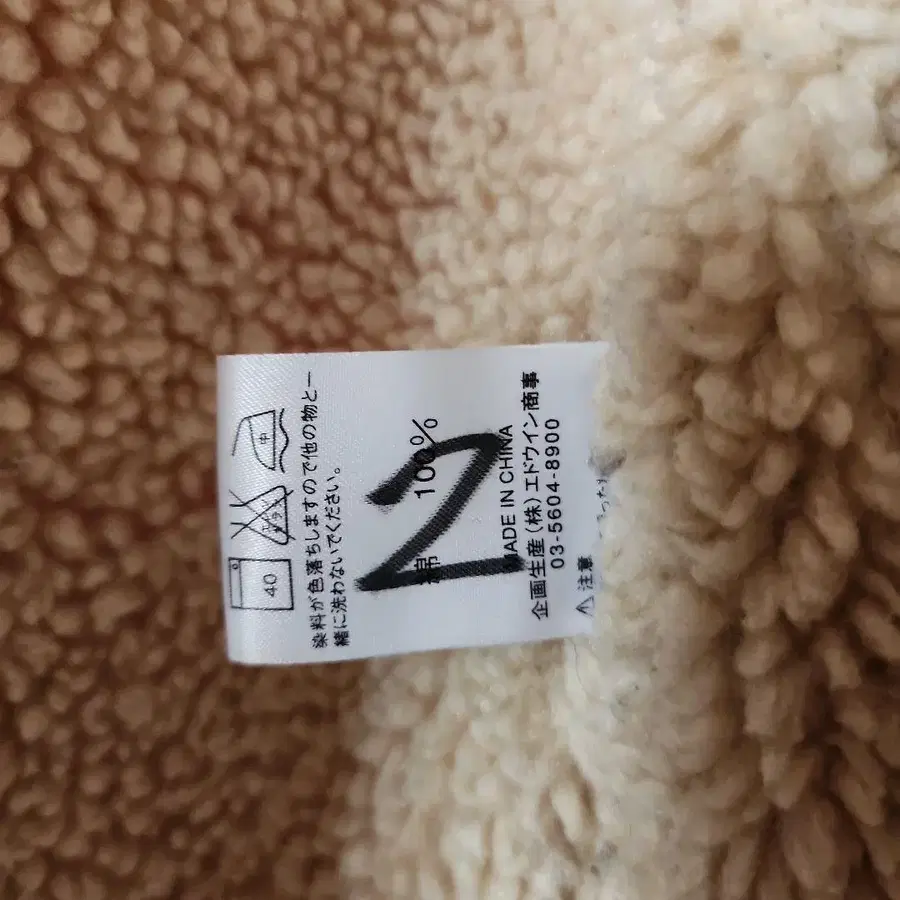 40
中
染料が色落ちしますので他の物と一
緒に洗わないでください。
綿 100%
MADE IN CHINA
企画生産(株)エドウイン商事
03-5604-8900
注意